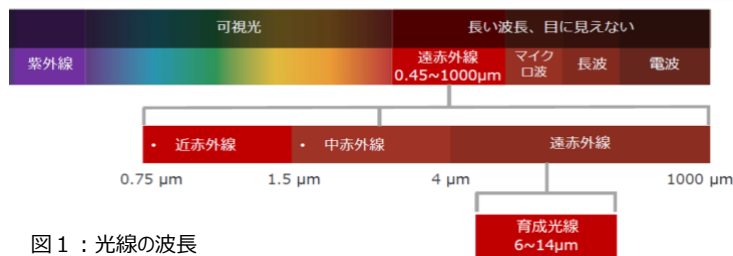 可視光
長い波長、目に見えない
紫外線
遠赤外線
0.45~1000μm
マイク
ロ波
長波
電波
• 近赤外線
• 中赤外線
遠赤外線
0.75 μm
1.5 μm
4 μm
1000 μm
育成光線
6~14μm
図１：光線の波長